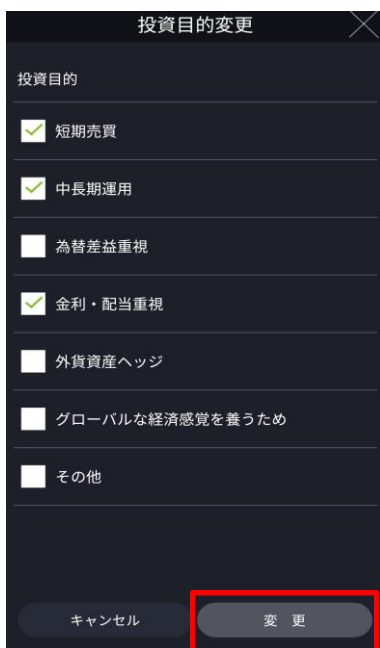 投資目的変更
投資目的
短期売買
中長期運用
為替差益重視
金利・配当重視
外貨資産ヘッジ
グローバルな経済感覚を養うため
その他
キャンセル
変 更